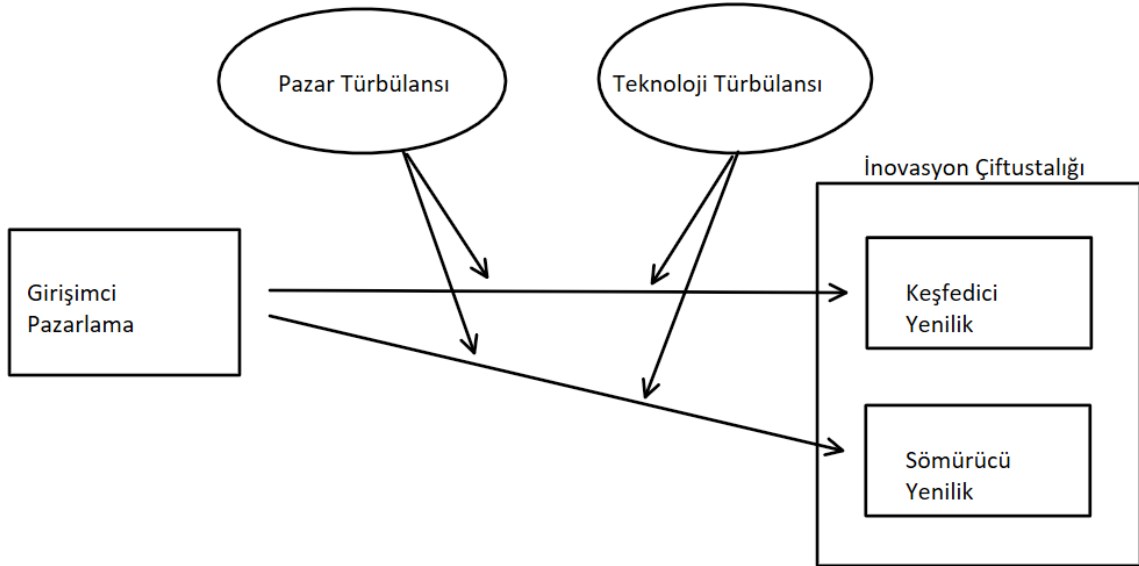 Pazar Türbülansı
Teknoloji Türbülansı
İnovasyon Çiftustalığı
Girişimci
Pazarlama
Keşfedici
Yenilik
Sömürücü
Yenilik